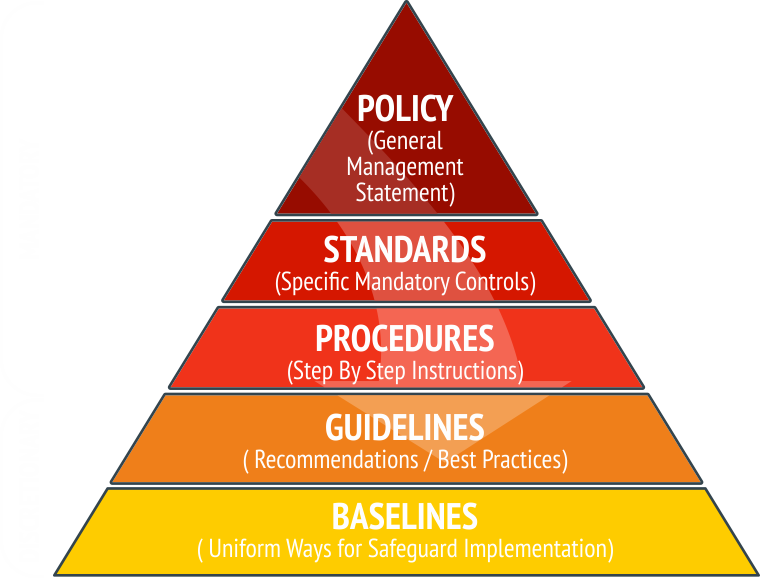 POLICY
(General
Management
Statement)
STANDARDS
(Specific Mandatory Controls)
PROCEDURES
(Step By Step Instructions)
GUIDELINES
( Recommendations / Best Practices)
BASELINES
( Uniform Ways for Safeguard Implementation)